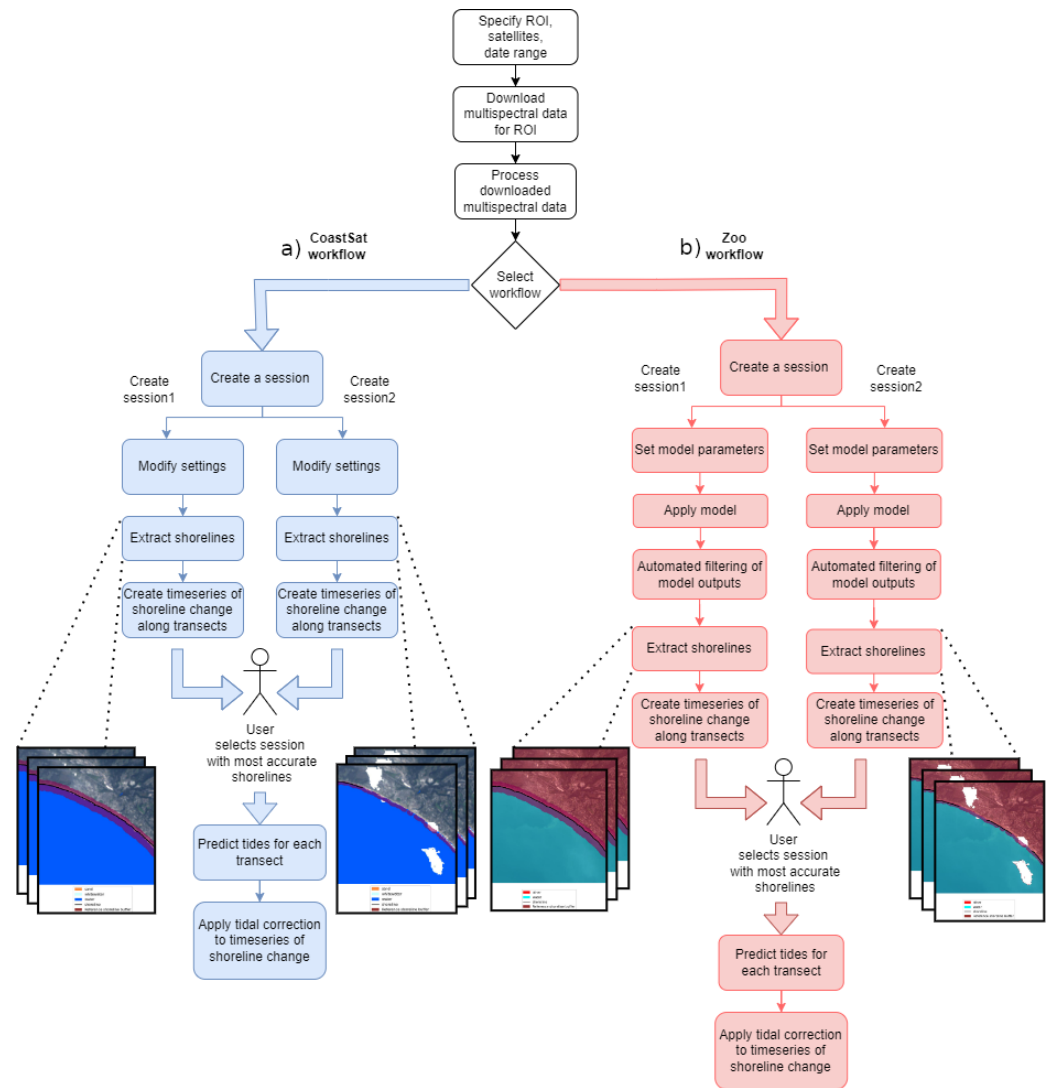 Specify ROI,
satellites,
date range
Download
multispectral data
for ROI
Process
downloaded
multispectral data
a) CoastSat
workflow
b) Zoo
workflow
Select
workflow
Create a session
Create
session1
Create
session2
Modify settings
Modify settings
Extract shorelines
Extract shorelines
Create timeseries of
shoreline change
along transects
Create timeseries of
shoreline change
along transects
User
selects session
with most accurate
shorelines
Predict tides for each
transect
Apply tidal correction
to timeseries of
shoreline change
Create a session
Create
session1
Create
session2
Set model parameters
Set model parameters
Apply model
Apply model
Automated filtering of
model outputs
Automated filtering of
model outputs
Extract shorelines
Extract shorelines
Create timeseries of
shoreline change
along transects
Create timeseries of
shoreline change
along transects
User
selects session
with most accurate
shorelines
Predict tides for
each transect
Apply tidal correction
to timeseries of
shoreline change